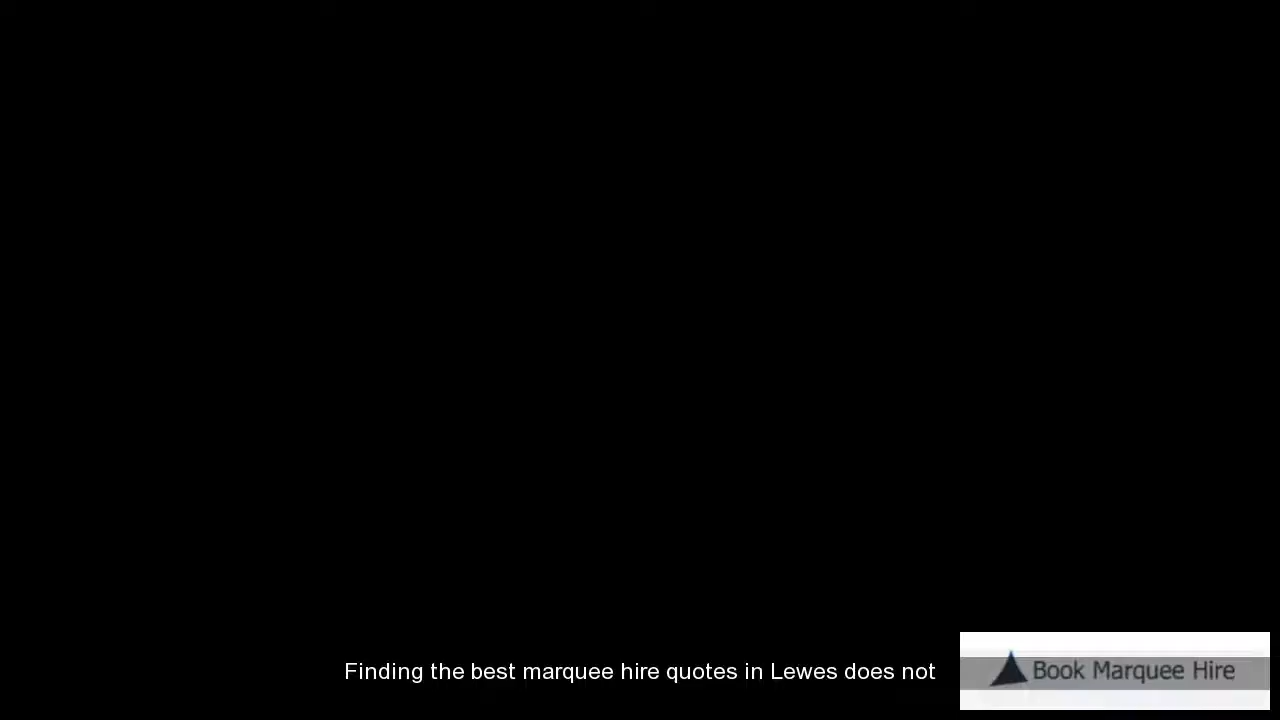 Finding the best marquee hire quotes in Lewes does not
Book Marquee Hire